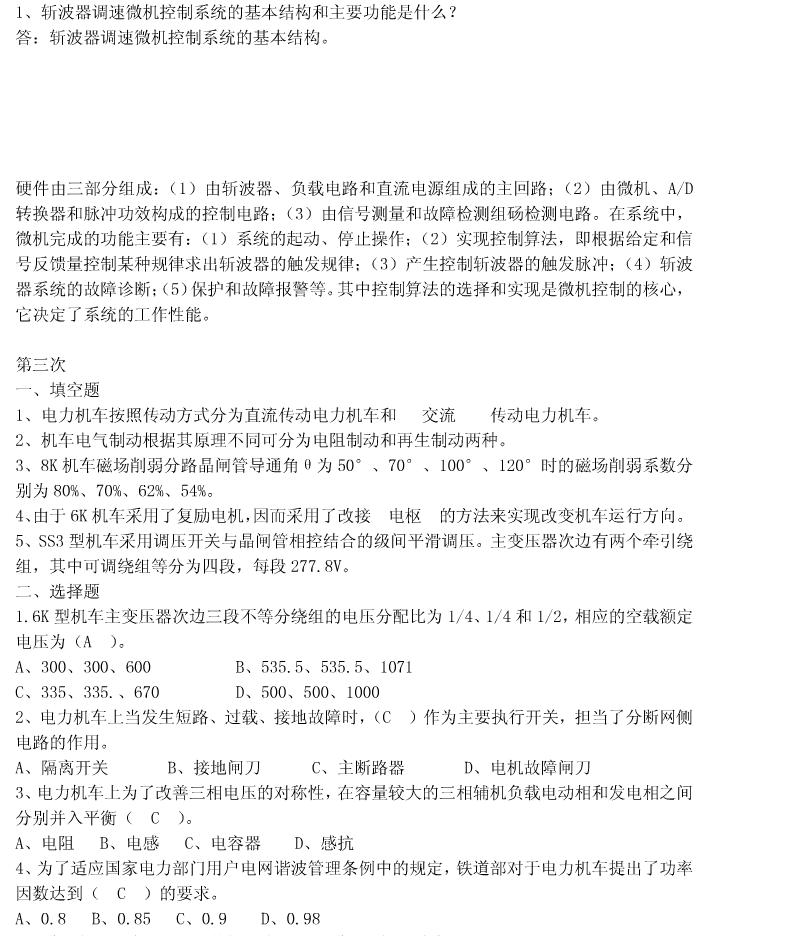 1、斩波器调速微机控制系统的基本结构和主要功能是什么?
答：斩波器调速微机控制系统的基本结构。
硬件由三部分组成：（1）由斩波器、负载电路和直流电源组成的主回路；（2）由微机、A/D
转换器和脉冲功效构成的控制电路；（3）由信号测量和故障检测组砀检测电路。在系统中，
微机完成的功能主要有：（1）系统的起动、停止操作；（2）实现控制算法，即根据给定和信
号反馈量控制某种规律求出斩波器的触发规律；（3）产生控制斩波器的触发脉冲；（4）斩波
器系统的故障诊断；（5）保护和故障报警等。其中控制算法的选择和实现是微机控制的核心，
它决定了系统的工作性能。
第三次
一、填空题
1、电力机车按照传动方式分为直流传动电力机车和 交流 传动电力机车。
2、机车电气制动根据其原理不同可分为电阻制动和再生制动两种。
3、8K 机车磁场削弱分路晶闸管导通角θ为 50°、70°、100°、120°时的磁场削弱系数分
别为 80%、70%、62%、54%。
4、由于 6K 机车采用了复励电机，因而采用了改接 电枢 的方法来实现改变机车运行方向。
5、SS3 型机车采用调压开关与晶闸管相控结合的级间平滑调压。主变压器次边有两个牵引绕
组，其中可调绕组等分为四段，每段 277.8V。
二、选择题
1.6K 型机车主变压器次边三段不等分绕组的电压分配比为 1/4、1/4 和 1/2，相应的空载额定
电压为（A ）。
A、300、300、600 B、535.5、535.5、1071
C、335、335.、670 D、500、500、1000
2、电力机车上当发生短路、过载、接地故障时，（C ）作为主要执行开关，担当了分断网侧
电路的作用。
A、隔离开关 B、接地闸刀 C、主断路器 D、电机故障闸刀
3、电力机车上为了改善三相电压的对称性，在容量较大的三相辅机负载电动相和发电相之间
分别并入平衡（ C ）。
A、电阻 B、电感 C、电容器 D、感抗
4、为了适应国家电力部门用户电网谐波管理条例中的规定，铁道部对于电力机车提出了功率
因数达到（ C ）的要求。
A、0.8 B、0.85 C、0.9 D、0.98